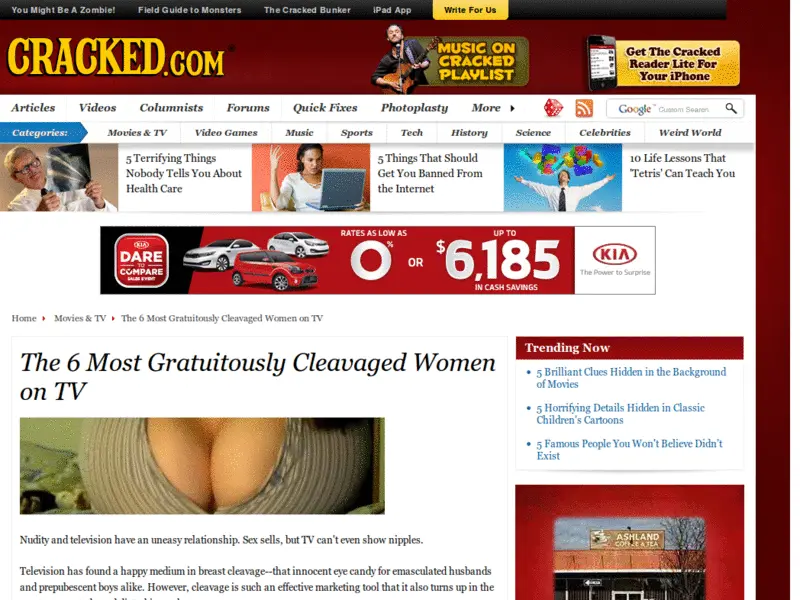 You Might Be A Zombie! Field Guide to Monsters The Cracked Bunker iPad App Write For Us
CRACKED.COM
MUSIC ON
CRACKED
PLAYLIST
Get The Cracked
Reader Lite For
Your iPhone
Articles Videos Columnists Forums Quick Fixes Photoplasty More
Google™ Custom Search
Categories: Movies & TV Video Games Music Sports Tech History Science Celebrities Weird World
5 Terrifying Things
Nobody Tells You About
Health Care
5 Things That Should
Get You Banned From
the Internet
10 Life Lessons That
'Tetris' Can Teach You
KIA
DARE
TO
COMPARE
SALES EVENT
RATES AS LOW AS
0%
OR
UP TO
$6,185
IN CASH SAVINGS
KIA
The Power to Surprise
Home Movies & TV The 6 Most Gratuitously Cleavaged Women on TV
The 6 Most Gratuitously Cleavaged Women
on TV
Nudity and television have an uneasy relationship. Sex sells, but TV can't even show nipples.
Television has found a happy medium in breast cleavage--that innocent eye candy for emasculated husbands
and prepubescent boys alike. However, cleavage is such an effective marketing tool that it also turns up in the
Trending Now
5 Brilliant Clues Hidden in the Background
of Movies
5 Horrifying Details Hidden in Classic
Children's Cartoons
5 Famous People You Won't Believe Didn't
Exist
ASHLAND
COFFEE & TEA